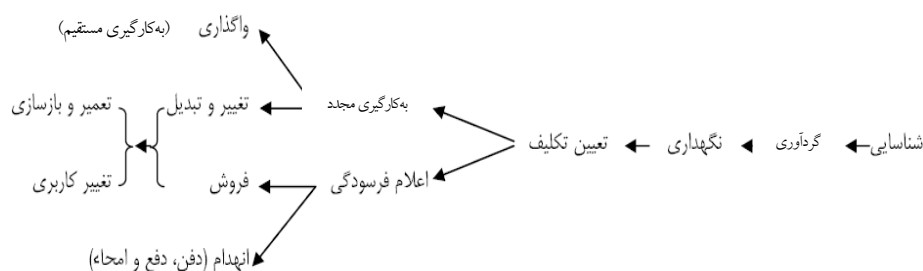 واگذاری (به‌کارگیری مستقیم)
به‌کارگیری مجدد تغییر و تبدیل تعمیر و بازسازی
شناسایی گردآوری نگهداری تعیین تکلیف
اعلام فرسودگی فروش تغییر کاربری
انهدام (دفن، دفع و امحاء)